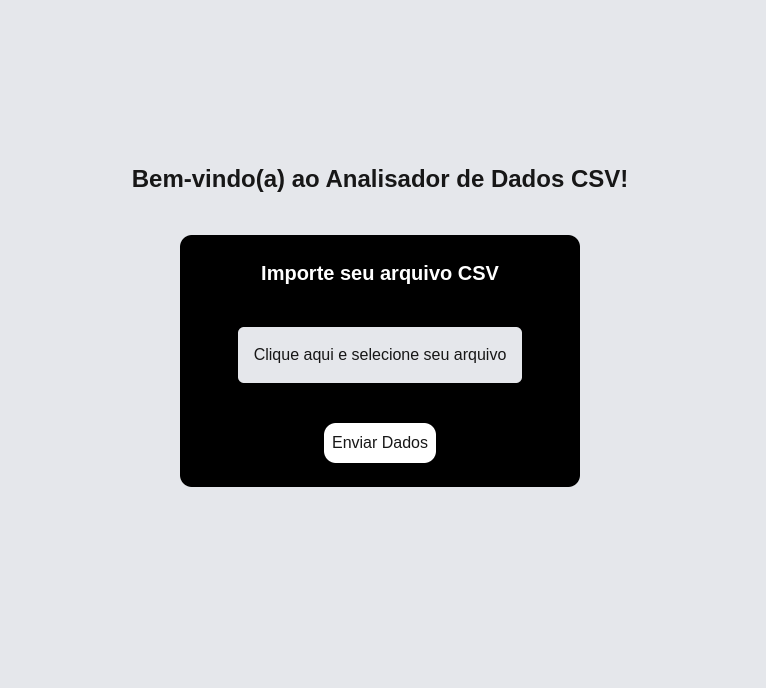 Bem-vindo(a) ao Analisador de Dados CSV!
Importe seu arquivo CSV
Clique aqui e selecione seu arquivo
Enviar Dados